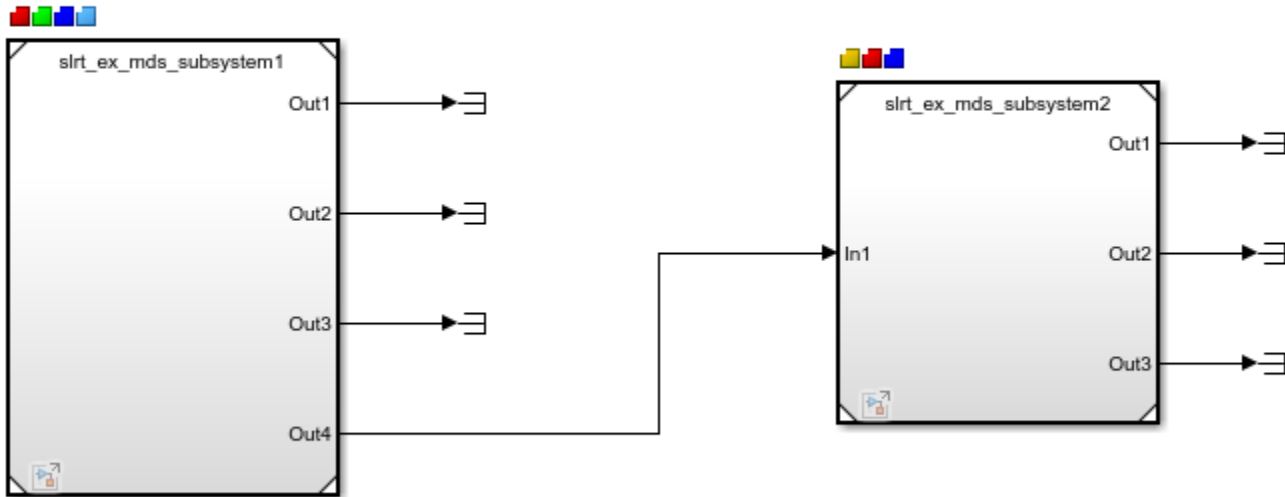 slrt_ex_mds_subsystem1
Out1
Out2
Out3
Out4
slrt_ex_mds_subsystem2
In1
Out1
Out2
Out3